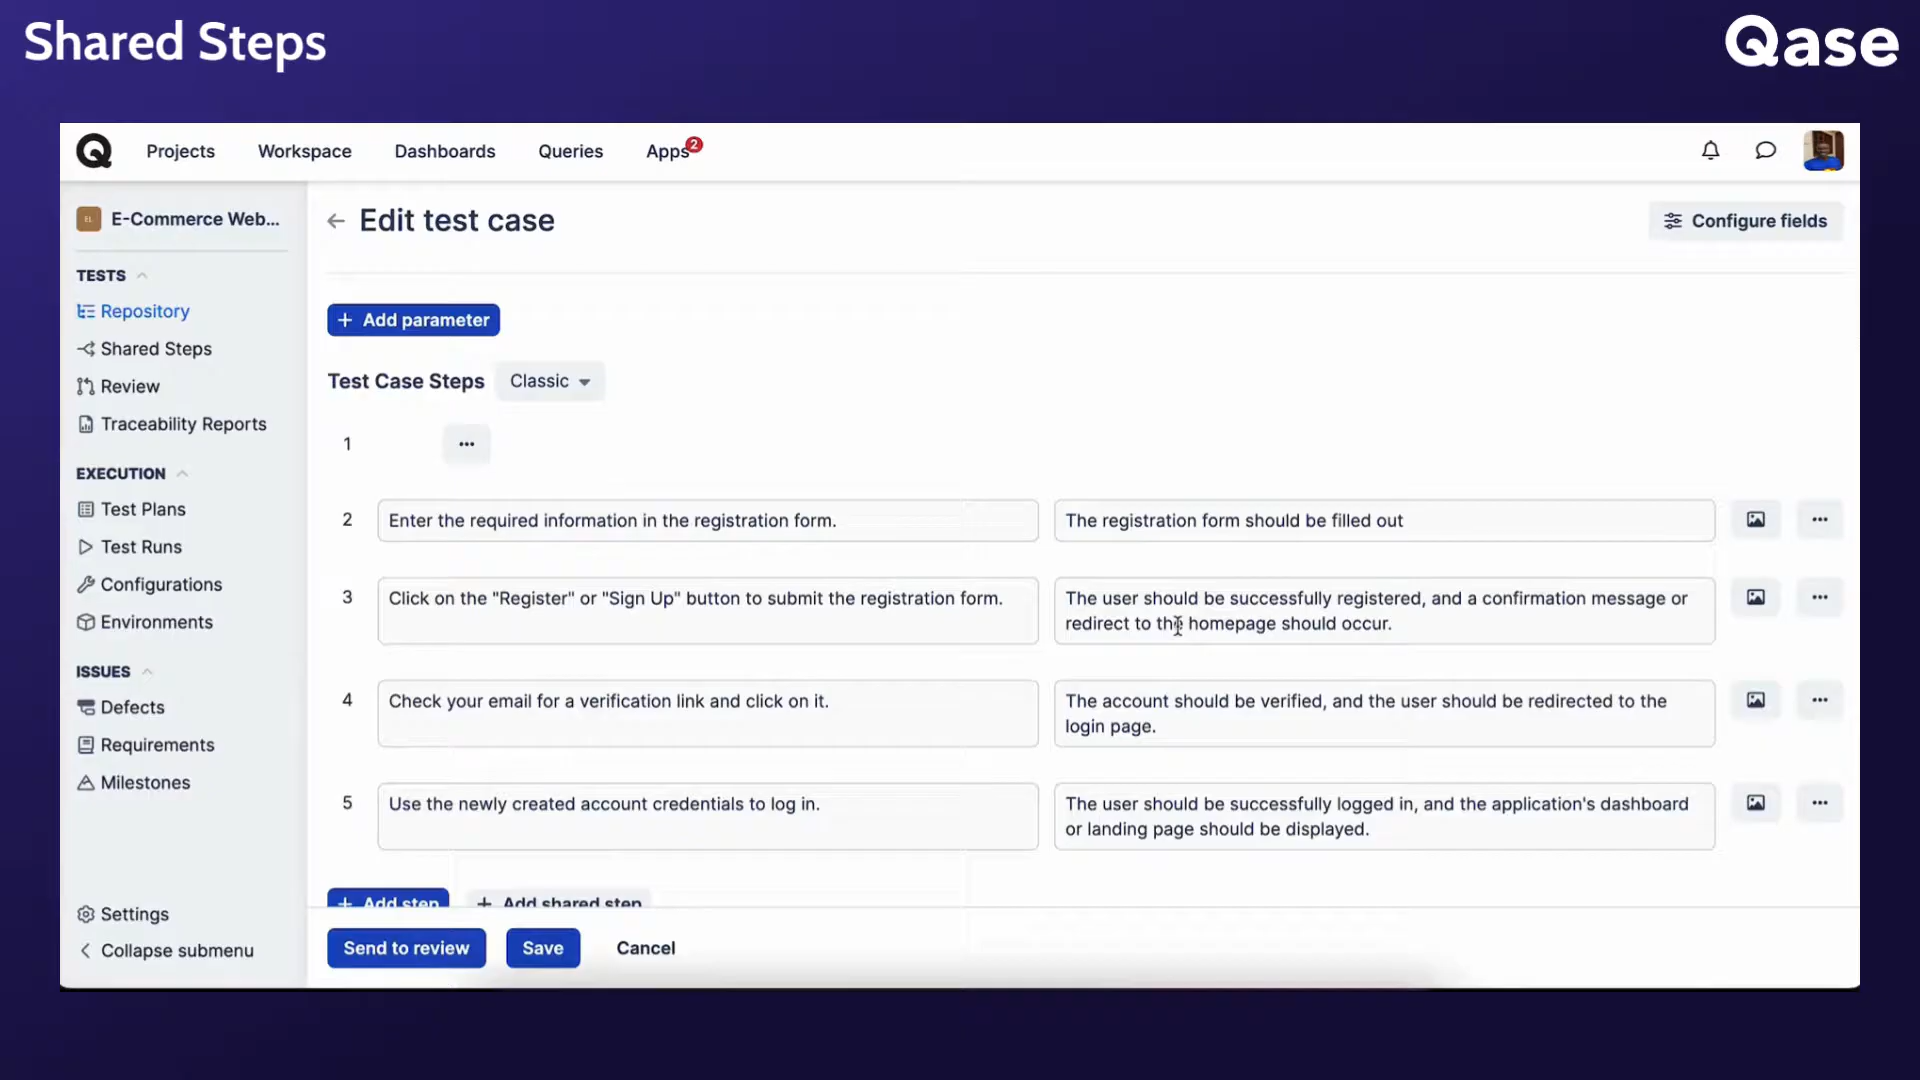 Shared Steps
Qase
Projects
Workspace
Dashboards
Queries
Apps
2
EL
E-Commerce Web...
TESTS
Repository
Shared Steps
Review
Traceability Reports
EXECUTION
Test Plans
Test Runs
Configurations
Environments
ISSUES
Defects
Requirements
Milestones
Settings
Collapse submenu
Edit test case
Configure fields
+ Add parameter
Test Case Steps
Classic
1
2
Enter the required information in the registration form.
The registration form should be filled out
3
Click on the "Register" or "Sign Up" button to submit the registration form.
The user should be successfully registered, and a confirmation message or
redirect to the homepage should occur.
4
Check your email for a verification link and click on it.
The account should be verified, and the user should be redirected to the
login page.
5
Use the newly created account credentials to log in.
The user should be successfully logged in, and the application's dashboard
or landing page should be displayed.
+ Add step
+ Add shared step
Send to review
Save
Cancel